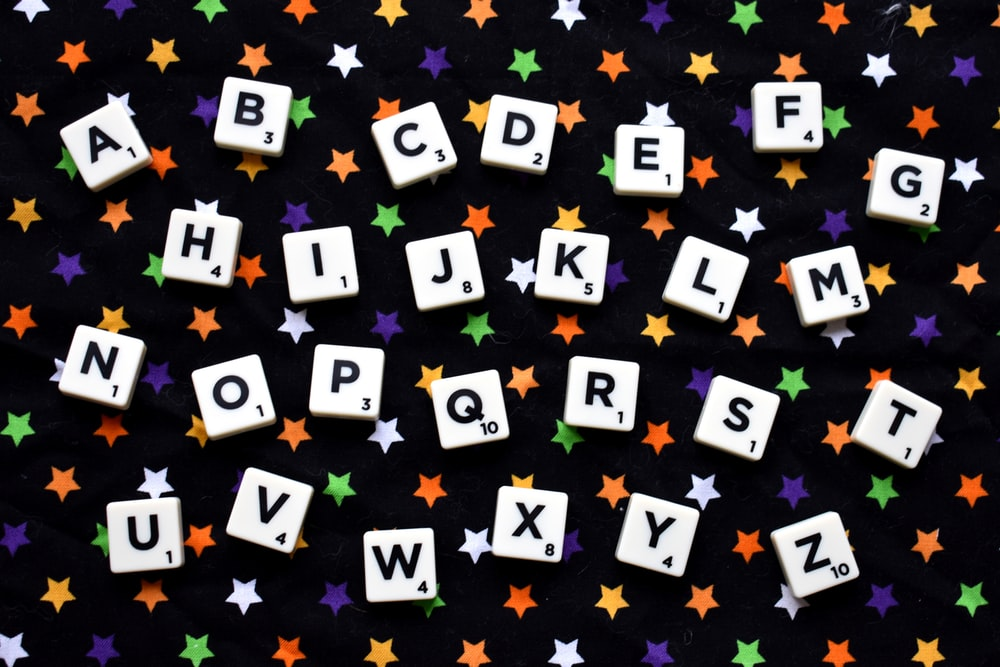 A1 B3 C3 D2 E1 F4 G2
H4 I1 J8 K5 L1 M3
N1 O1 P3 Q10 R1 S1 T1
U1 V4 W4 X8 Y4 Z10